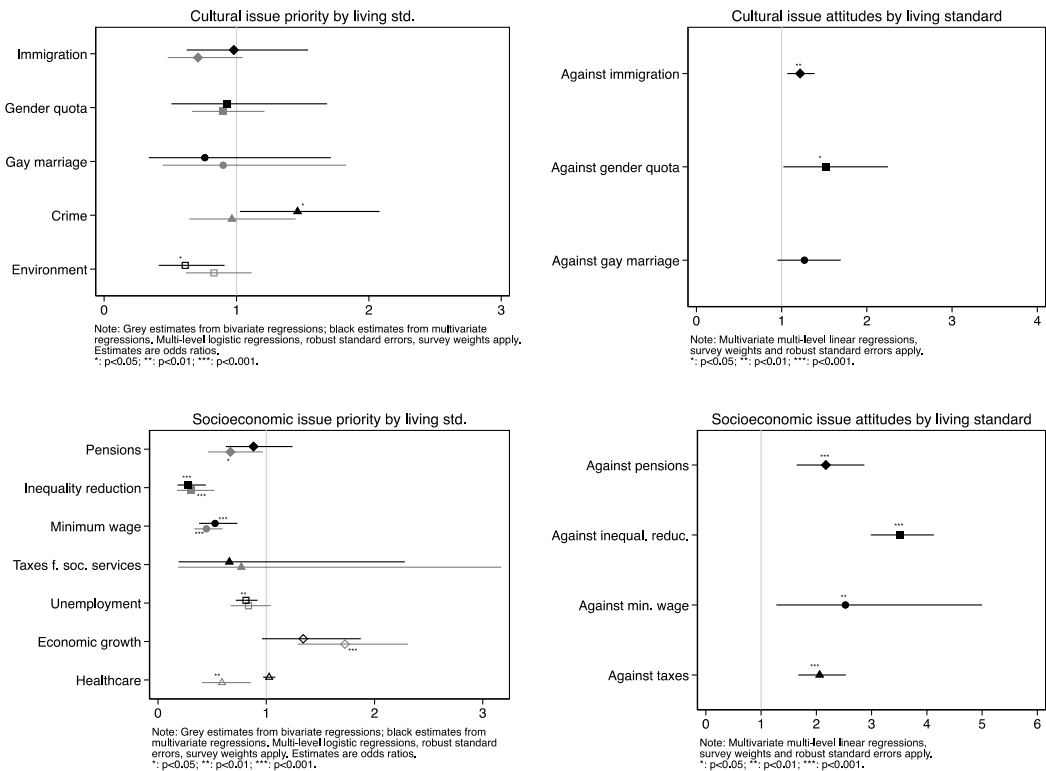 Cultural issue priority by living std.
Immigration
Gender quota
Gay marriage
Crime
*
Environment
*
0 1 2 3
Note: Grey estimates from bivariate regressions; black estimates from multivariate
regressions. Multi-level logistic regressions, robust standard errors, survey weights apply.
Estimates are odds ratios.
*: p<0.05; **: p<0.01; ***: p<0.001.
Cultural issue attitudes by living standard
Against immigration
**
Against gender quota
*
Against gay marriage
0 1 2 3 4
Note: Multivariate multi-level linear regressions,
survey weights and robust standard errors apply.
*: p<0.05; **: p<0.01; ***: p<0.001.
Socioeconomic issue priority by living std.
Pensions
*
Inequality reduction
***
***
Minimum wage
***
***
Taxes f. soc. services
Unemployment
**
Economic growth
***
Healthcare
**
0 1 2 3
Note: Grey estimates from bivariate regressions; black estimates from
multivariate regressions. Multi-level logistic regressions, robust standard
errors, survey weights apply. Estimates are odds ratios.
*: p<0.05; **: p<0.01; ***: p<0.001.
Socioeconomic issue attitudes by living standard
Against pensions
***
Against inequal. reduc.
***
Against min. wage
**
Against taxes
***
0 1 2 3 4 5 6
Note: Multivariate multi-level linear regressions,
survey weights and robust standard errors apply.
*: p<0.05; **: p<0.01; ***: p<0.001.